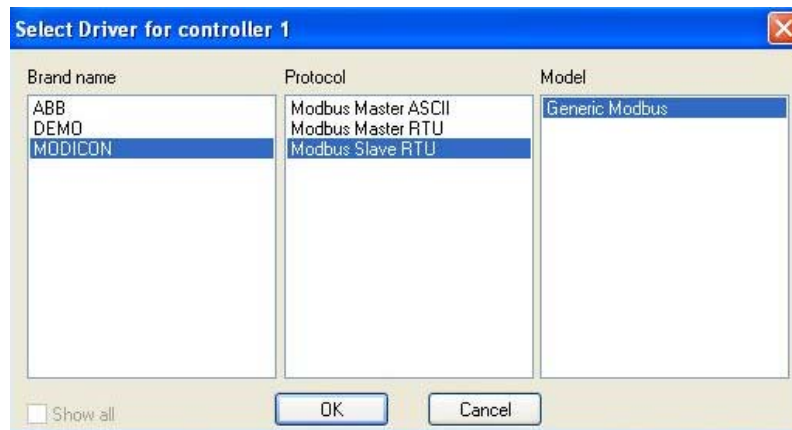 Select Driver for controller 1
Brand name
Protocol
Model
ABB
DEMO
MODICON
Modbus Master ASCII
Modbus Master RTU
Modbus Slave RTU
Generic Modbus
Show all
OK
Cancel